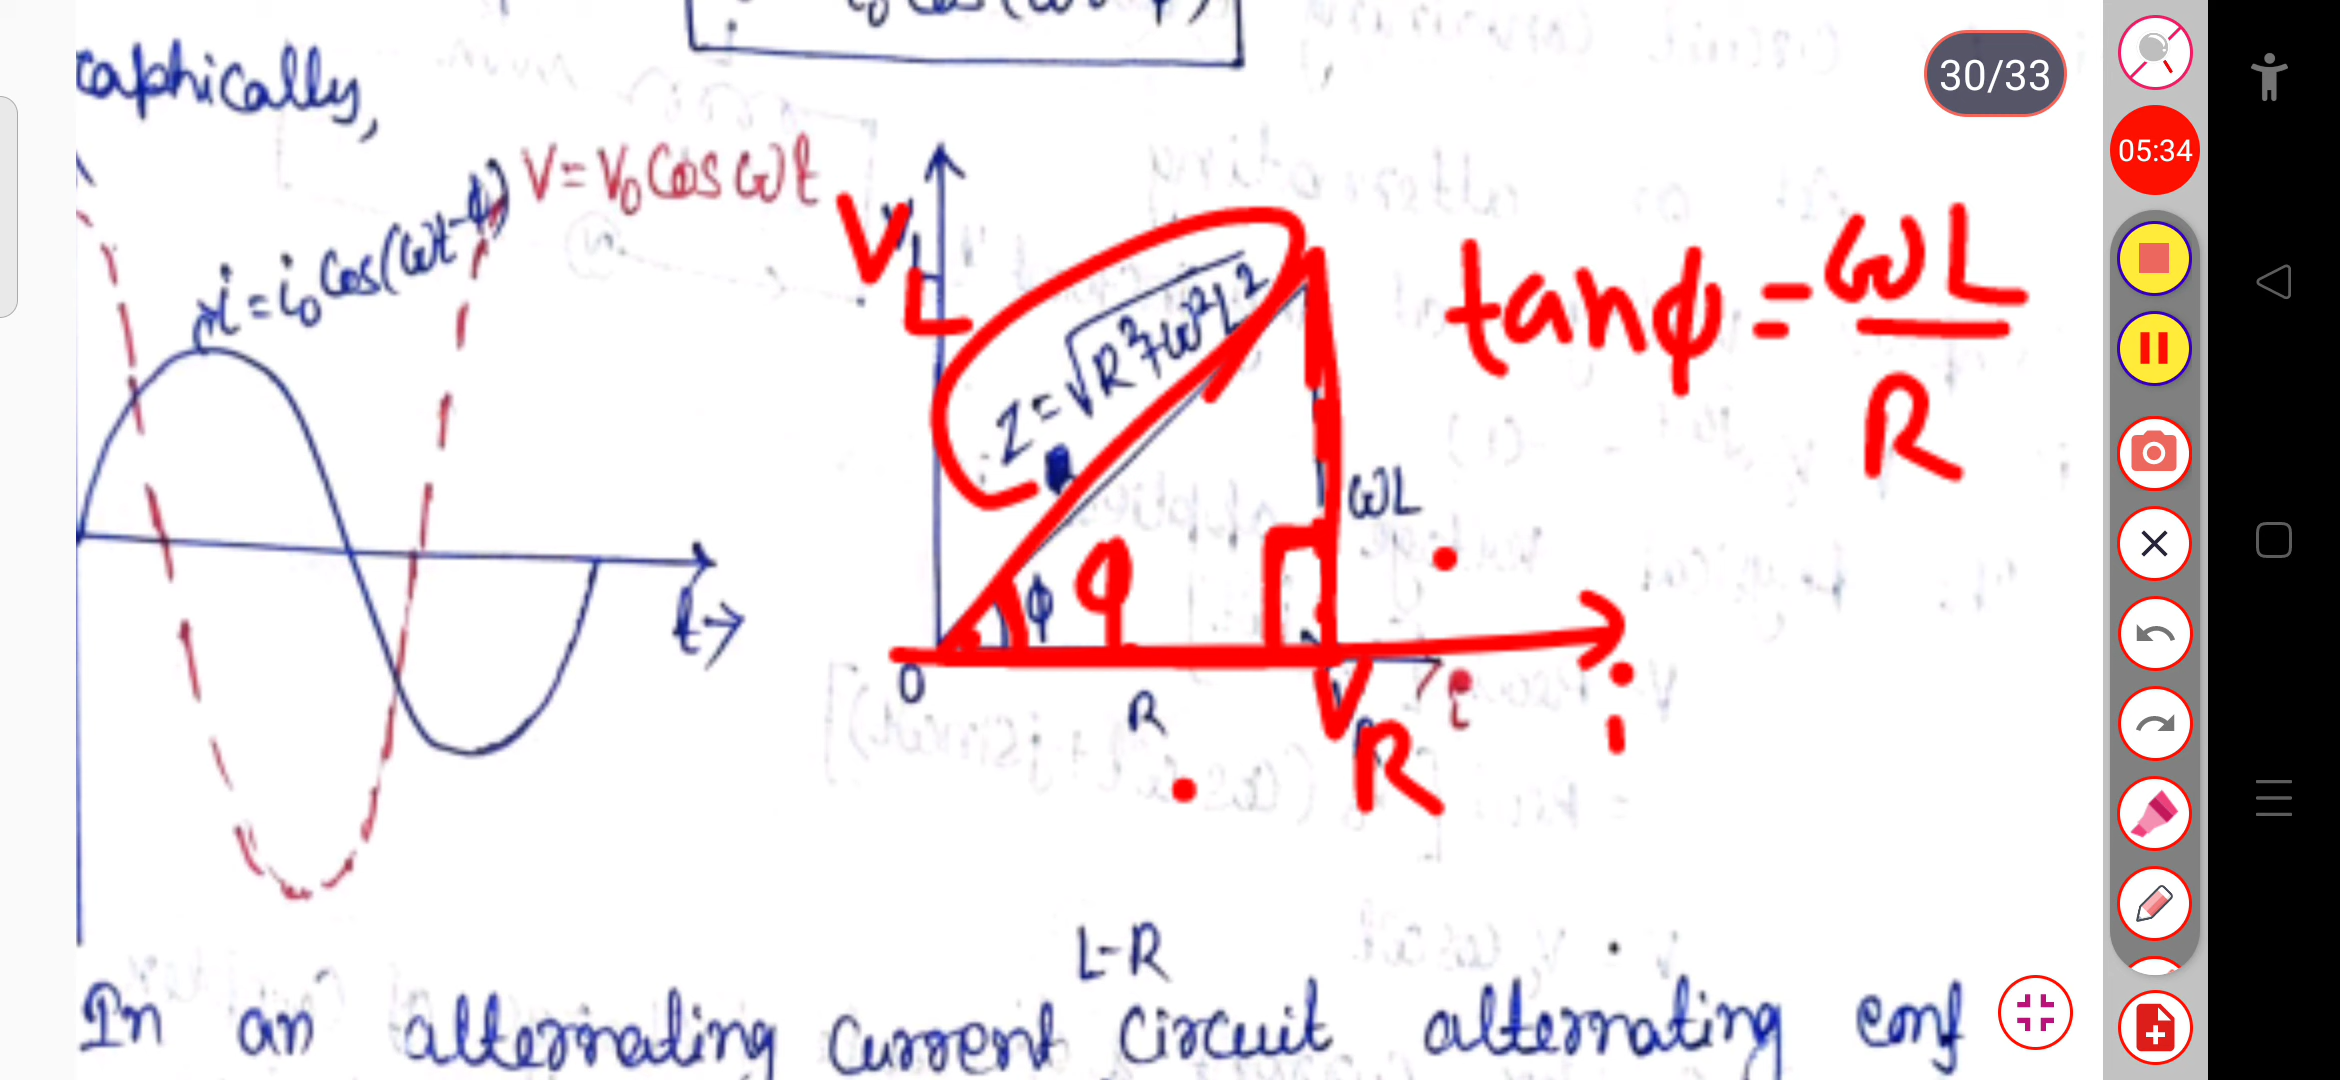 raphically,
30/33
05:34
V = V₀ Cos ωt
i = i₀ Cos(ωt-ϕ)
V_L
Z = √R²+ω²L²
tanϕ = ωL/R
ωL
ϕ φ
t→
0
R
V_R
i
i
L-R
In an alternating current circuit alternating emf